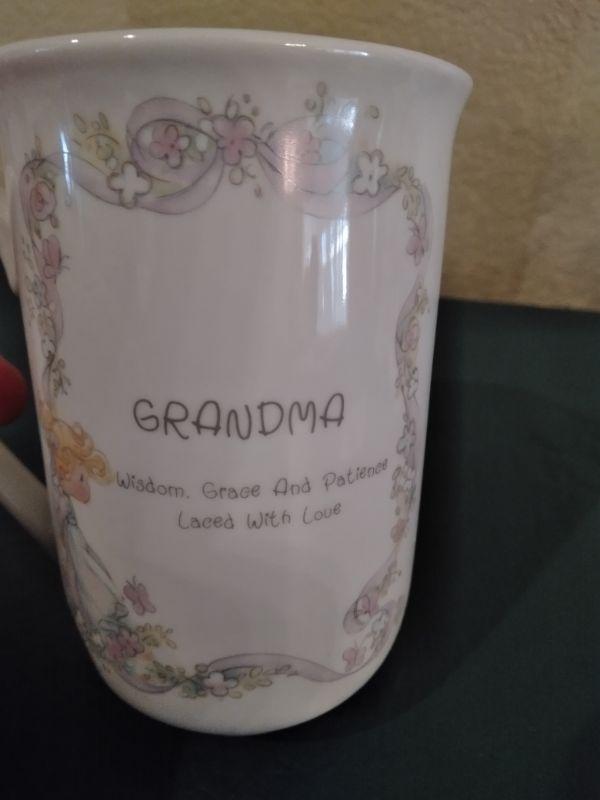 GRANDMA
Wisdom, Grace And Patience
Laced With Love